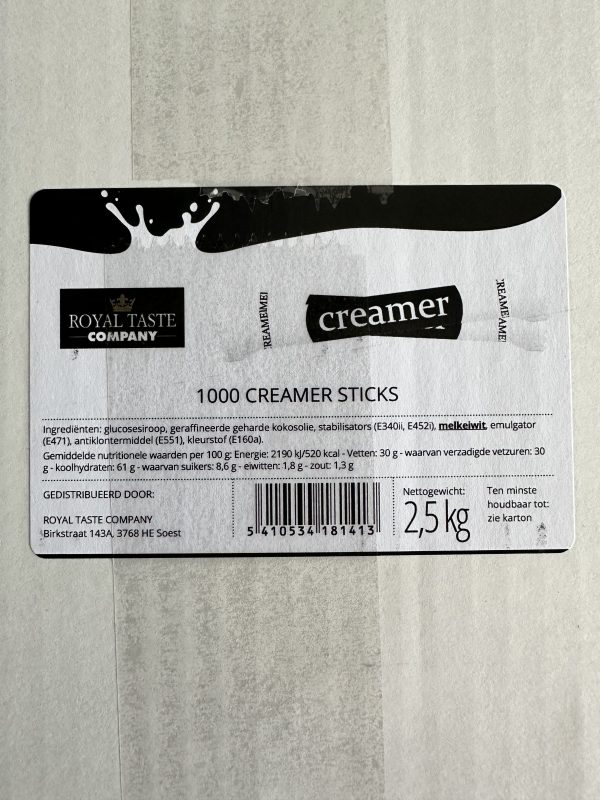 ROYAL TASTE
COMPANY
creamer
1000 CREAMER STICKS
Ingrediënten: glucosesiroop, geraffineerde geharde kokosolie, stabilisators (E340ii, E452i), melkeiwit, emulgator
(E471), antiklontermiddel (E551), kleurstof (E160a).
Gemiddelde nutritionele waarden per 100 g: Energie: 2190 kJ/520 kcal - Vetten: 30 g - waarvan verzadigde vetzuren: 30
g - koolhydraten: 61 g - waarvan suikers: 8,6 g - eiwitten: 1,8 g - zout: 1,3 g
GEDISTRIBUEERD DOOR:
ROYAL TASTE COMPANY
Birkstraat 143A, 3768 HE Soest
5 410534 181413
Nettogewicht:
2,5 kg
Ten minste
houdbaar tot:
zie karton